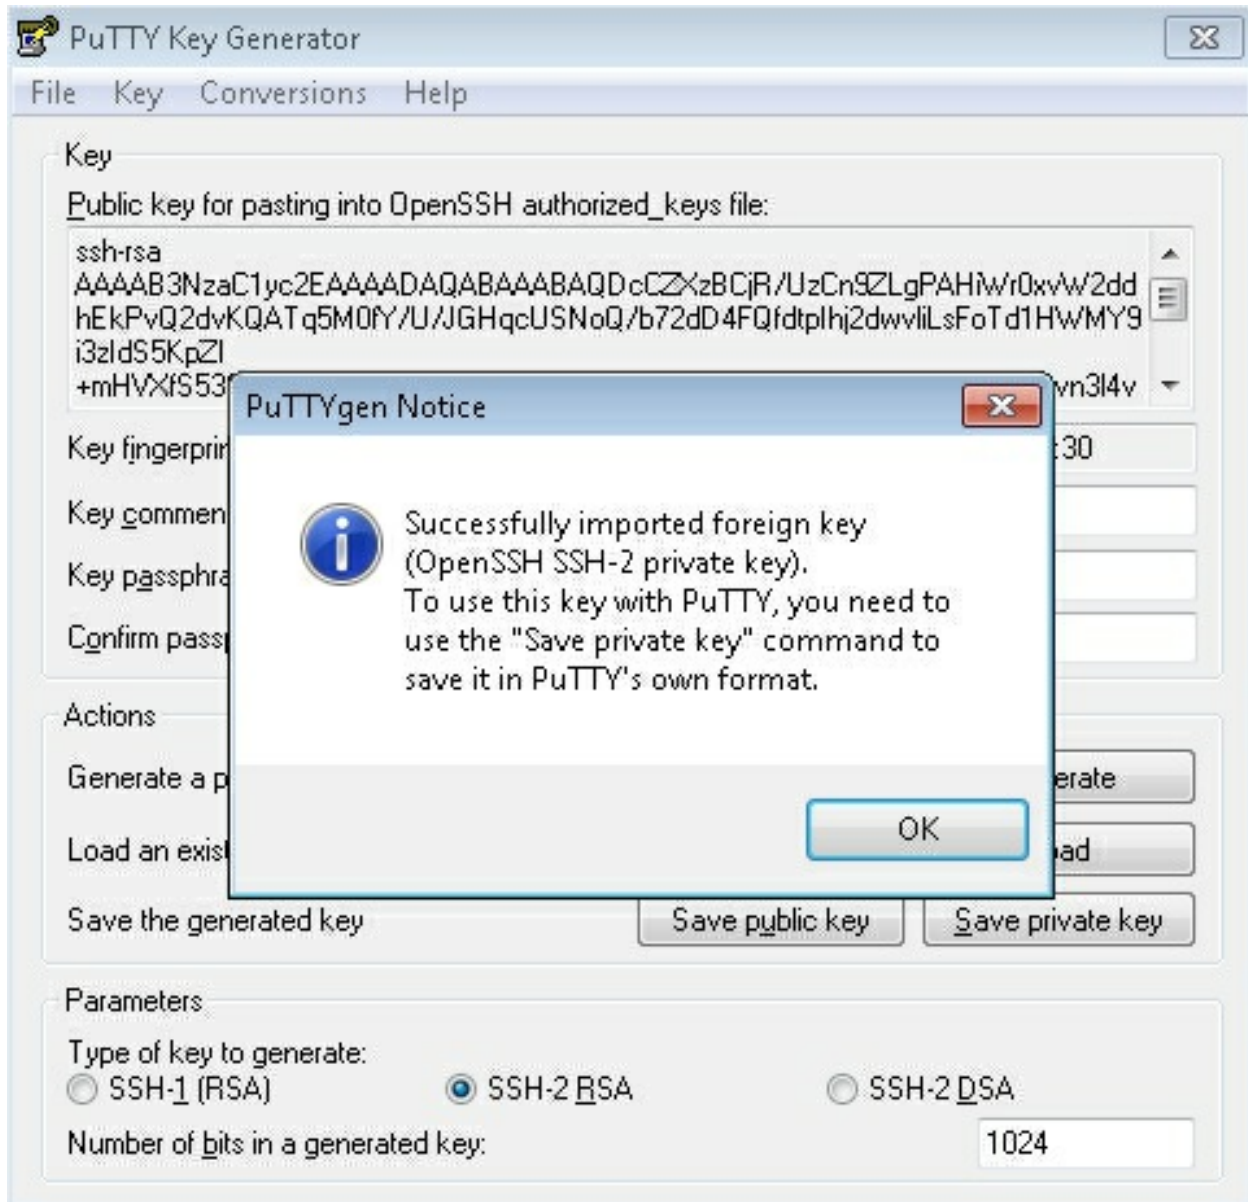 PuTTY Key Generator
File Key Conversions Help
Key
Public key for pasting into OpenSSH authorized_keys file:
ssh-rsa
AAAAB3NzaC1yc2EAAAADAQABAAABAQDcCZXzBCjR/UzCn9ZLgPAHiWr0xvW2dd
hEkPvQ2dvKQATq5M0fY/U/JGHqcUSNoQ/b72dD4FQfdtplhj2dwvliLsFoTd1HWMY9
i3zIdS5KpZl
+mHVXfS53 vn3l4v
PuTTYgen Notice
Key fingerprin :30
Key commen
Key passphra
Confirm pass
Successfully imported foreign key
(OpenSSH SSH-2 private key).
To use this key with PuTTY, you need to
use the "Save private key" command to
save it in PuTTY's own format.
Actions
Generate a p erate
OK
Load an exist ad
Save the generated key Save public key Save private key
Parameters
Type of key to generate:
SSH-1 (RSA) SSH-2 RSA SSH-2 DSA
Number of bits in a generated key: 1024